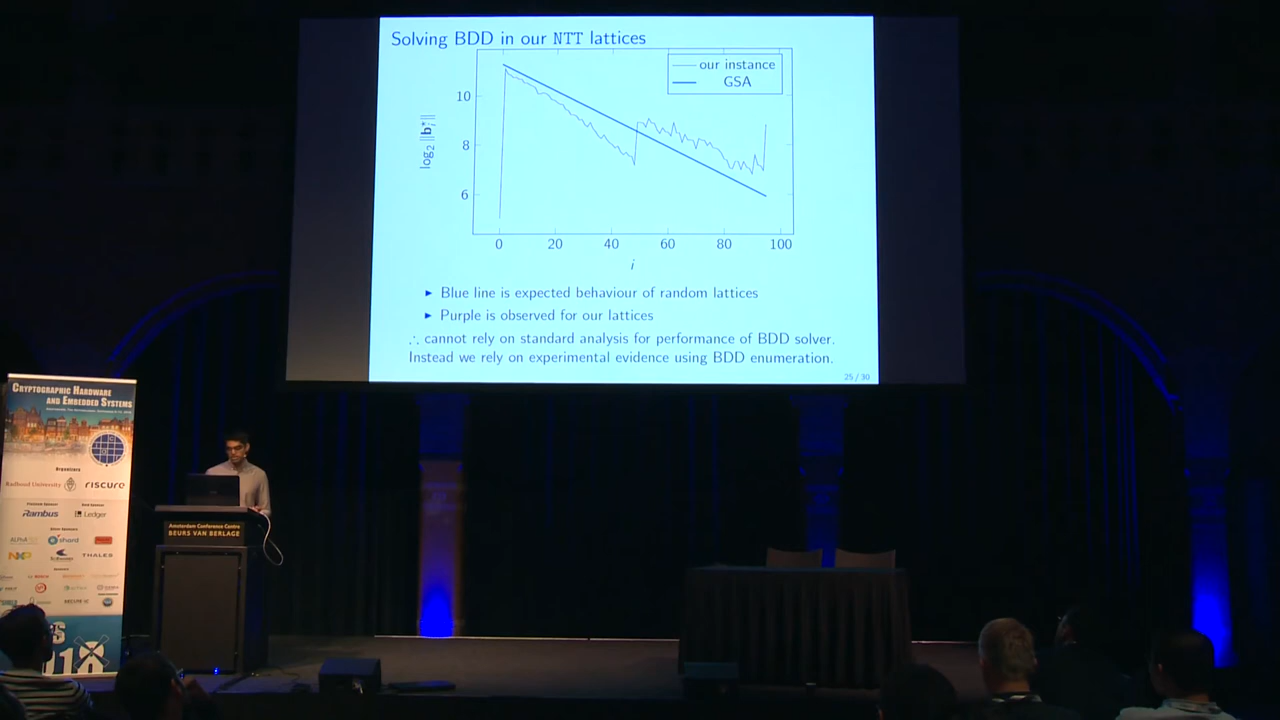 Solving BDD in our NTT lattices
our instance
GSA
10
8
6
log₂ ‖b*ᵢ‖
0 20 40 60 80 100
i
► Blue line is expected behaviour of random lattices
► Purple is observed for our lattices
∴ cannot rely on standard analysis for performance of BDD solver.
Instead we rely on experimental evidence using BDD enumeration.
25 / 30
Cryptographic Hardware
and Embedded Systems
Organizers
Radboud University riscure
Rambus Ledger
shard
NXP THALES
Amsterdam Conference Centre
BEURS VAN BERLAGE